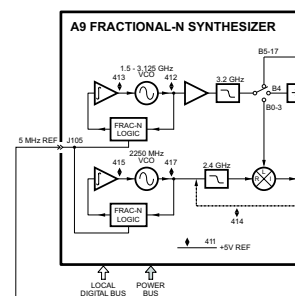 A9 FRACTIONAL-N SYNTHESIZER
B5-17
1.5 - 3.125 GHz
VCO
413
412
3.2 GHz
B4
B0-3
FRAC-N
LOGIC
5 MHz REF
J105
2250 MHz
VCO
415
417
2.4 GHz
L
R
I
FRAC-N
LOGIC
414
411
+5V REF
LOCAL
DIGITAL BUS
POWER
BUS